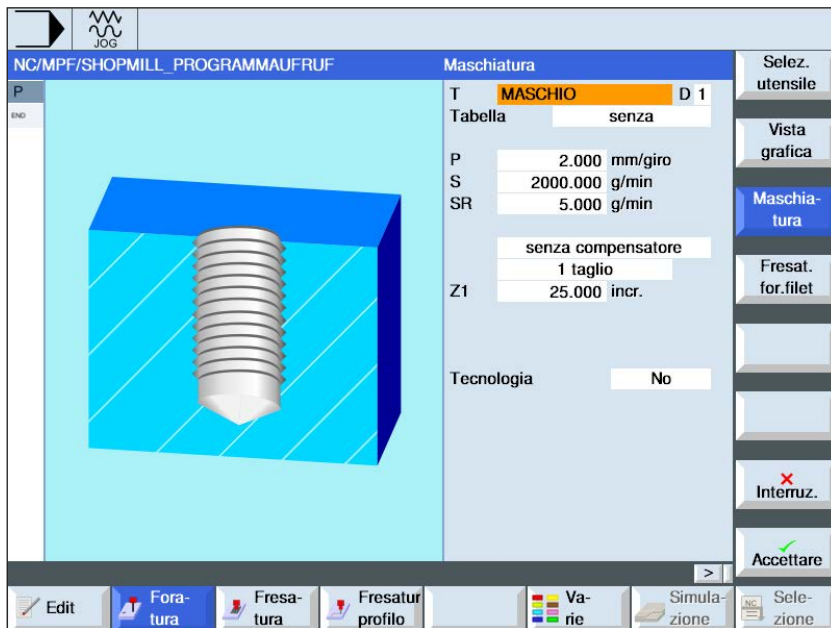 JOG
NC/MPF/SHOPMILL_PROGRAMMAUFRUF
Maschiatura
P
END
T MASCHIO D 1
Tabella senza
P 2.000 mm/giro
S 2000.000 g/min
SR 5.000 g/min
senza compensatore
1 taglio
Z1 25.000 incr.
Tecnologia No
Selez.
utensile
Vista
grafica
Maschia-
tura
Fresat.
for.filet
Interruz.
Accettare
>
Edit
Fora-
tura
Fresa-
tura
Fresatur
profilo
Va-
rie
Simula-
zione
NC
Sele-
zione